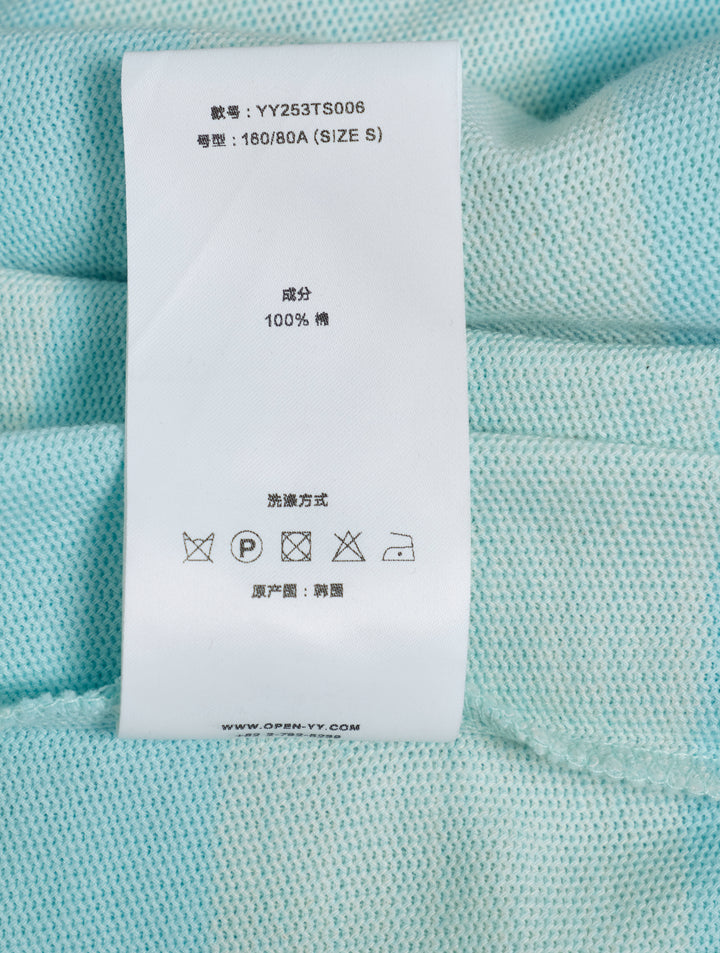 款号 : YY253TS006
号型 : 160/80A (SIZE S)
成分
100% 棉
洗涤方式
P
原产国 : 韩国
WWW.OPEN-YY.COM